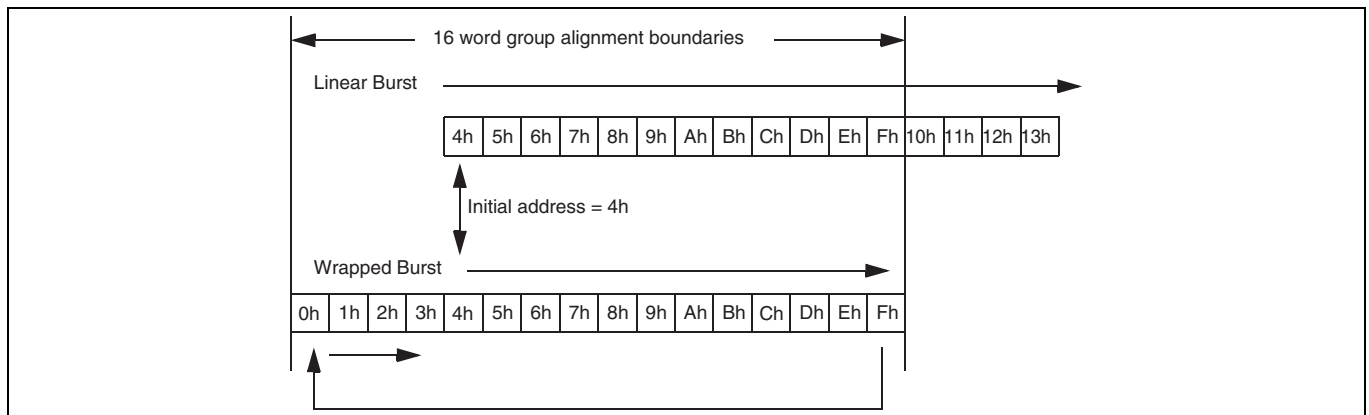 16 word group alignment boundaries
Linear Burst
4h 5h 6h 7h 8h 9h Ah Bh Ch Dh Eh Fh 10h 11h 12h 13h
Initial address = 4h
Wrapped Burst
0h 1h 2h 3h 4h 5h 6h 7h 8h 9h Ah Bh Ch Dh Eh Fh